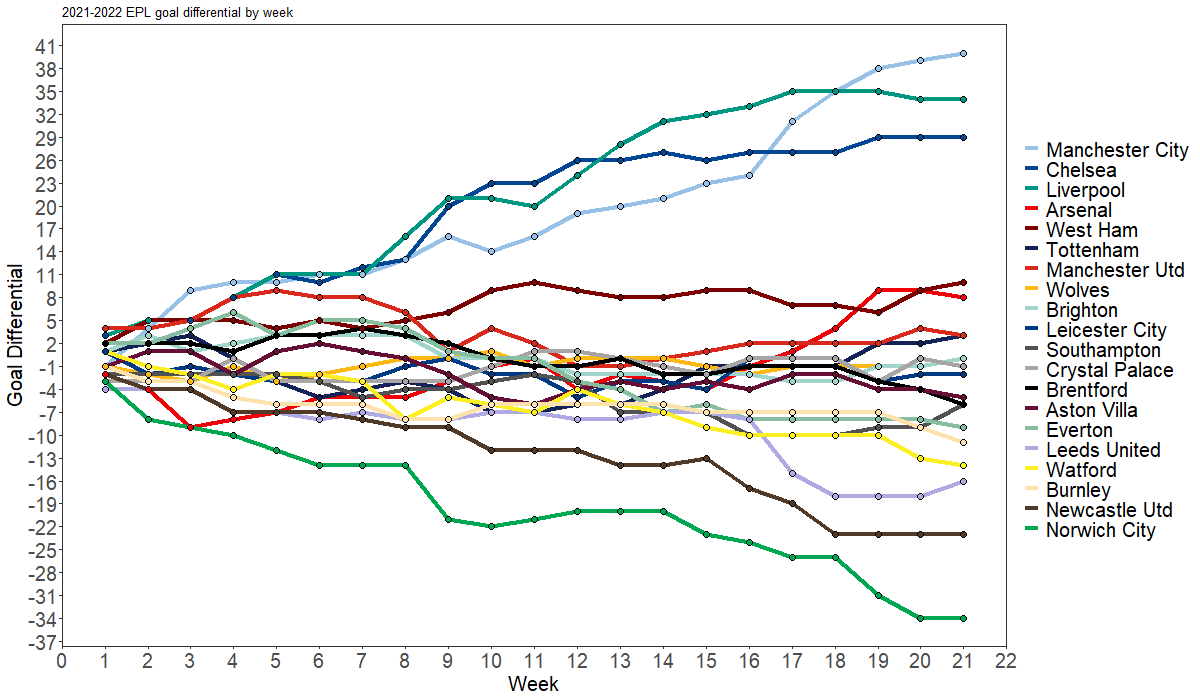 2021-2022 EPL goal differential by week
Goal Differential
41
38
35
32
29
26
23
20
17
14
11
8
5
2
-1
-4
-7
-10
-13
-16
-19
-22
-25
-28
-31
-34
-37
0 1 2 3 4 5 6 7 8 9 10 11 12 13 14 15 16 17 18 19 20 21 22
Week
Manchester City
Chelsea
Liverpool
Arsenal
West Ham
Tottenham
Manchester Utd
Wolves
Brighton
Leicester City
Southampton
Crystal Palace
Brentford
Aston Villa
Everton
Leeds United
Watford
Burnley
Newcastle Utd
Norwich City